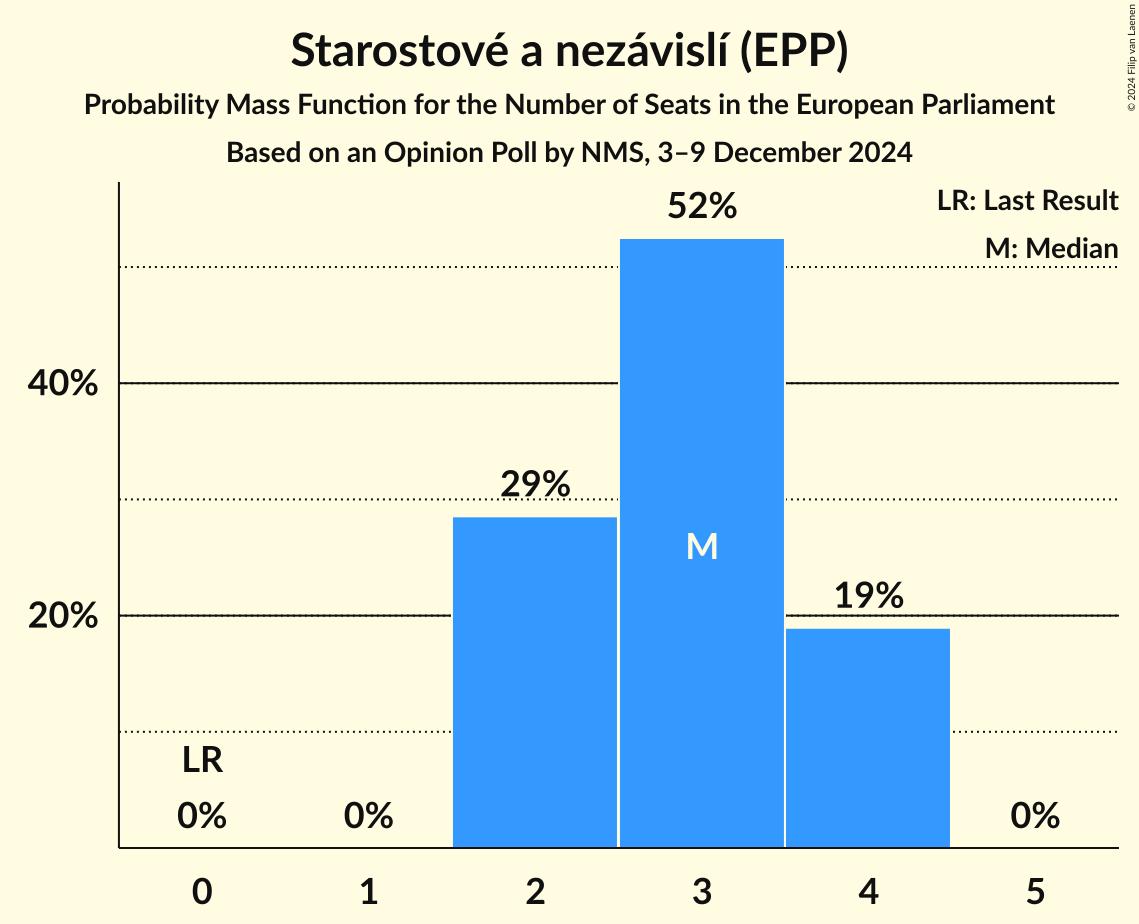 Starostové a nezávislí (EPP)
Probability Mass Function for the Number of Seats in the European Parliament
Based on an Opinion Poll by NMS, 3–9 December 2024
© 2024 Filip van Laenen
LR: Last Result
M: Median
52%
40%
29%
M
19%
20%
LR
0%
0%
0%
0
1
2
3
4
5